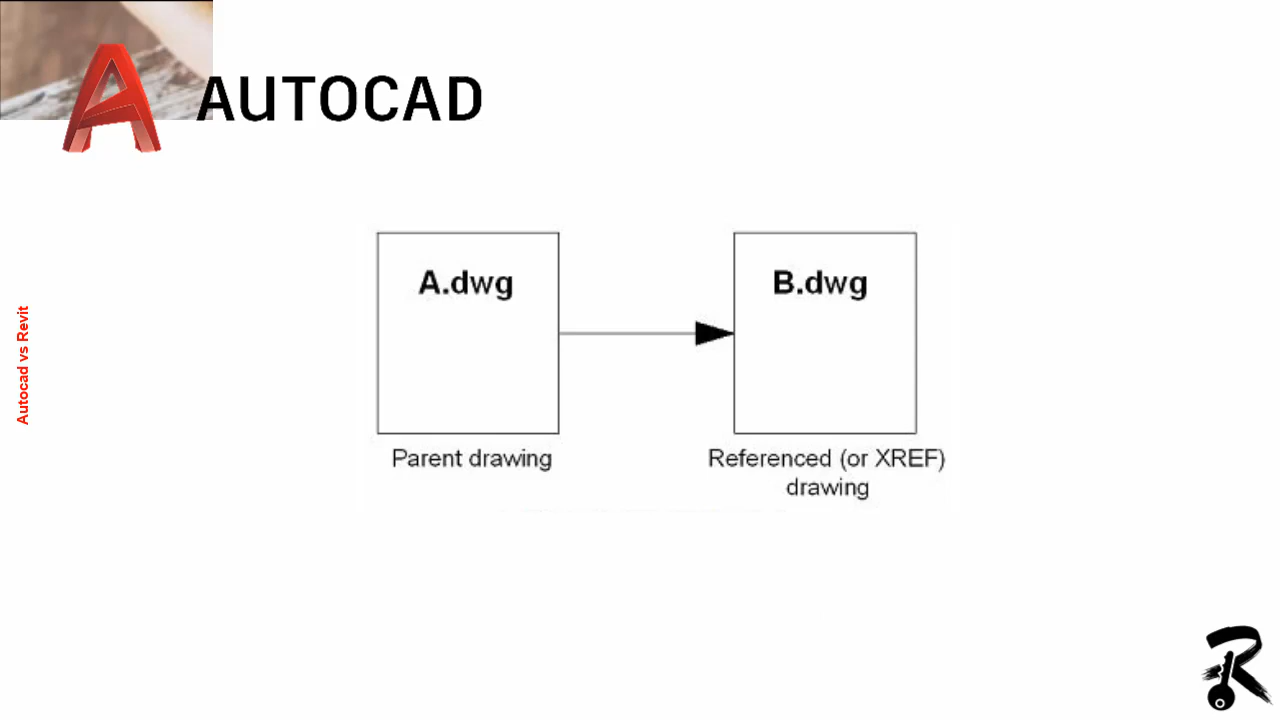 AUTOCAD
Autocad vs Revit
A.dwg
B.dwg
Parent drawing
Referenced (or XREF)
drawing